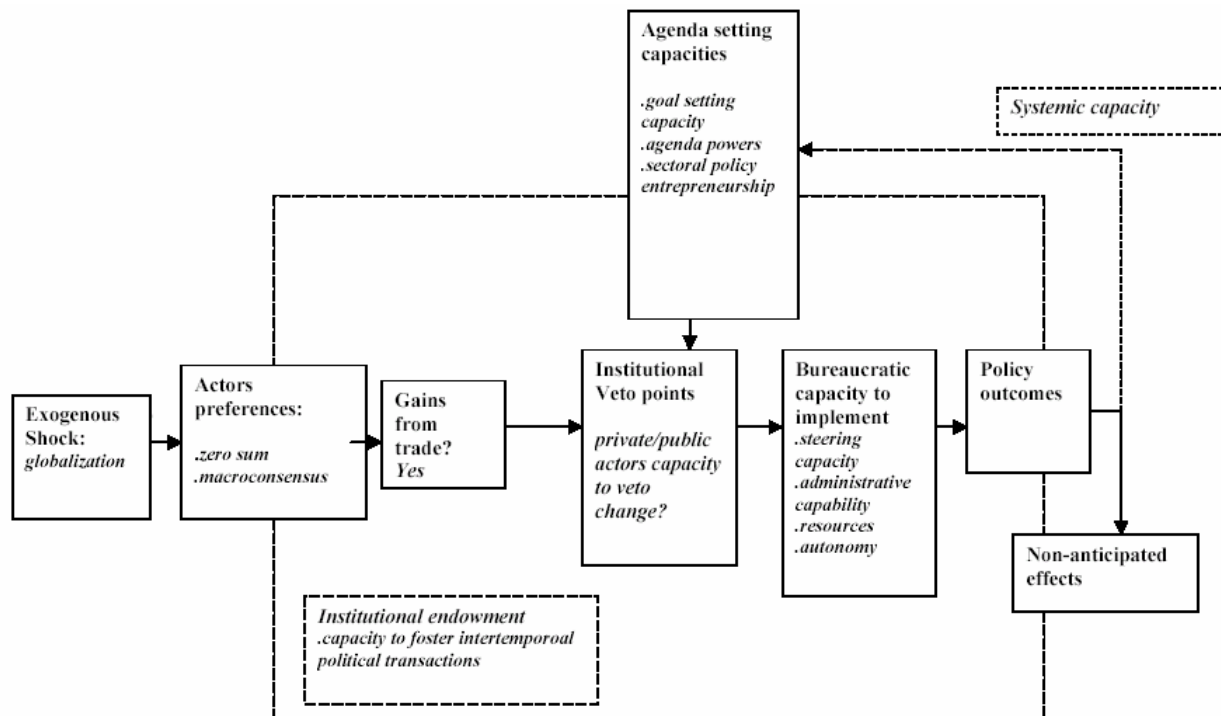 Agenda setting
capacities
.goal setting
capacity
.agenda powers
.sectoral policy
entrepreneurship
Systemic capacity
Exogenous
Shock:
globalization
Actors
preferences:
.zero sum
.macroconsensus
Gains
from
trade?
Yes
Institutional
Veto points
private/public
actors capacity
to veto
change?
Bureaucratic
capacity to
implement
.steering
capacity
.administrative
capability
.resources
.autonomy
Policy
outcomes
Non-anticipated
effects
Institutional endowment
.capacity to foster intertemporoal
political transactions